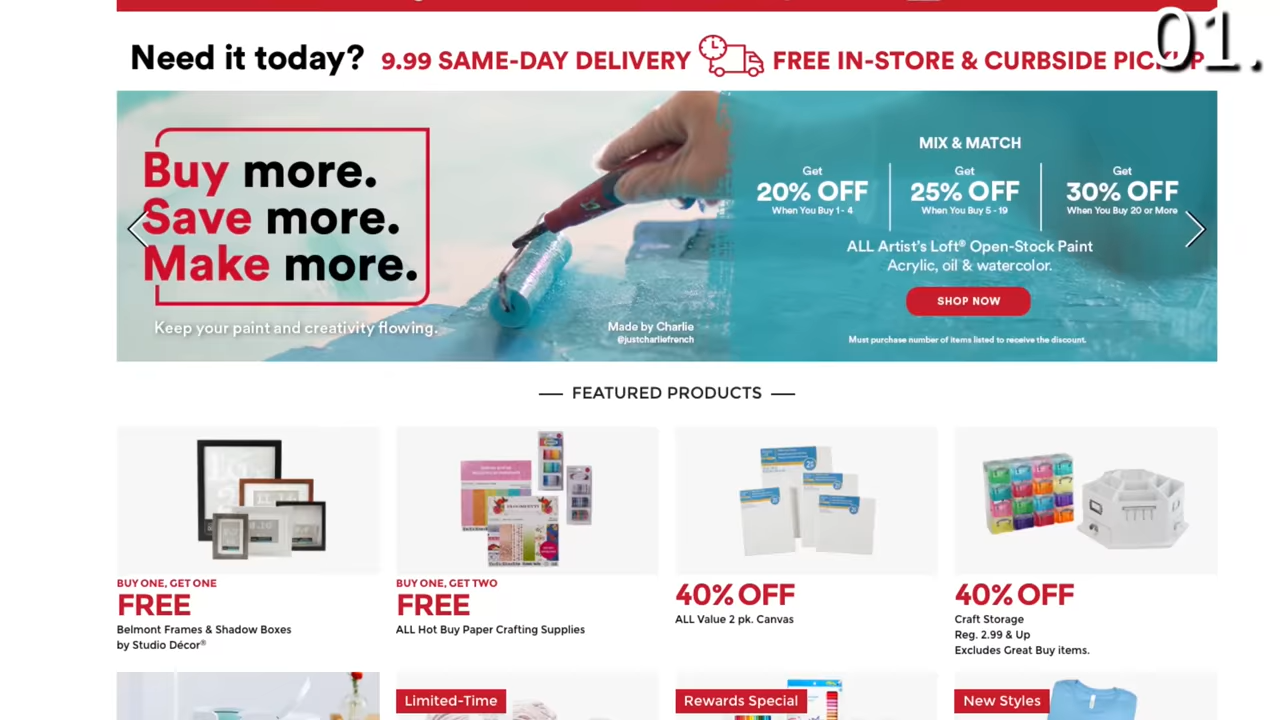 01.
Need it today? 9.99 SAME-DAY DELIVERY FREE IN-STORE & CURBSIDE PICKUP
Buy more.
Save more.
Make more.
Keep your paint and creativity flowing.
Made by Charlie
@justcharliefrench
MIX & MATCH
Get
20% OFF
When You Buy 1- 4
Get
25% OFF
When You Buy 5 - 19
Get
30% OFF
When You Buy 20 or More
ALL Artist's Loft® Open-Stock Paint
Acrylic, oil & watercolor.
SHOP NOW
Must purchase number of items listed to receive the discount.
FEATURED PRODUCTS
BUY ONE, GET ONE
FREE
Belmont Frames & Shadow Boxes
by Studio Décor®
BUY ONE, GET TWO
FREE
ALL Hot Buy Paper Crafting Supplies
40% OFF
ALL Value 2 pk. Canvas
40% OFF
Craft Storage
Reg. 2.99 & Up
Excludes Great Buy items.
Limited-Time
Rewards Special
New Styles